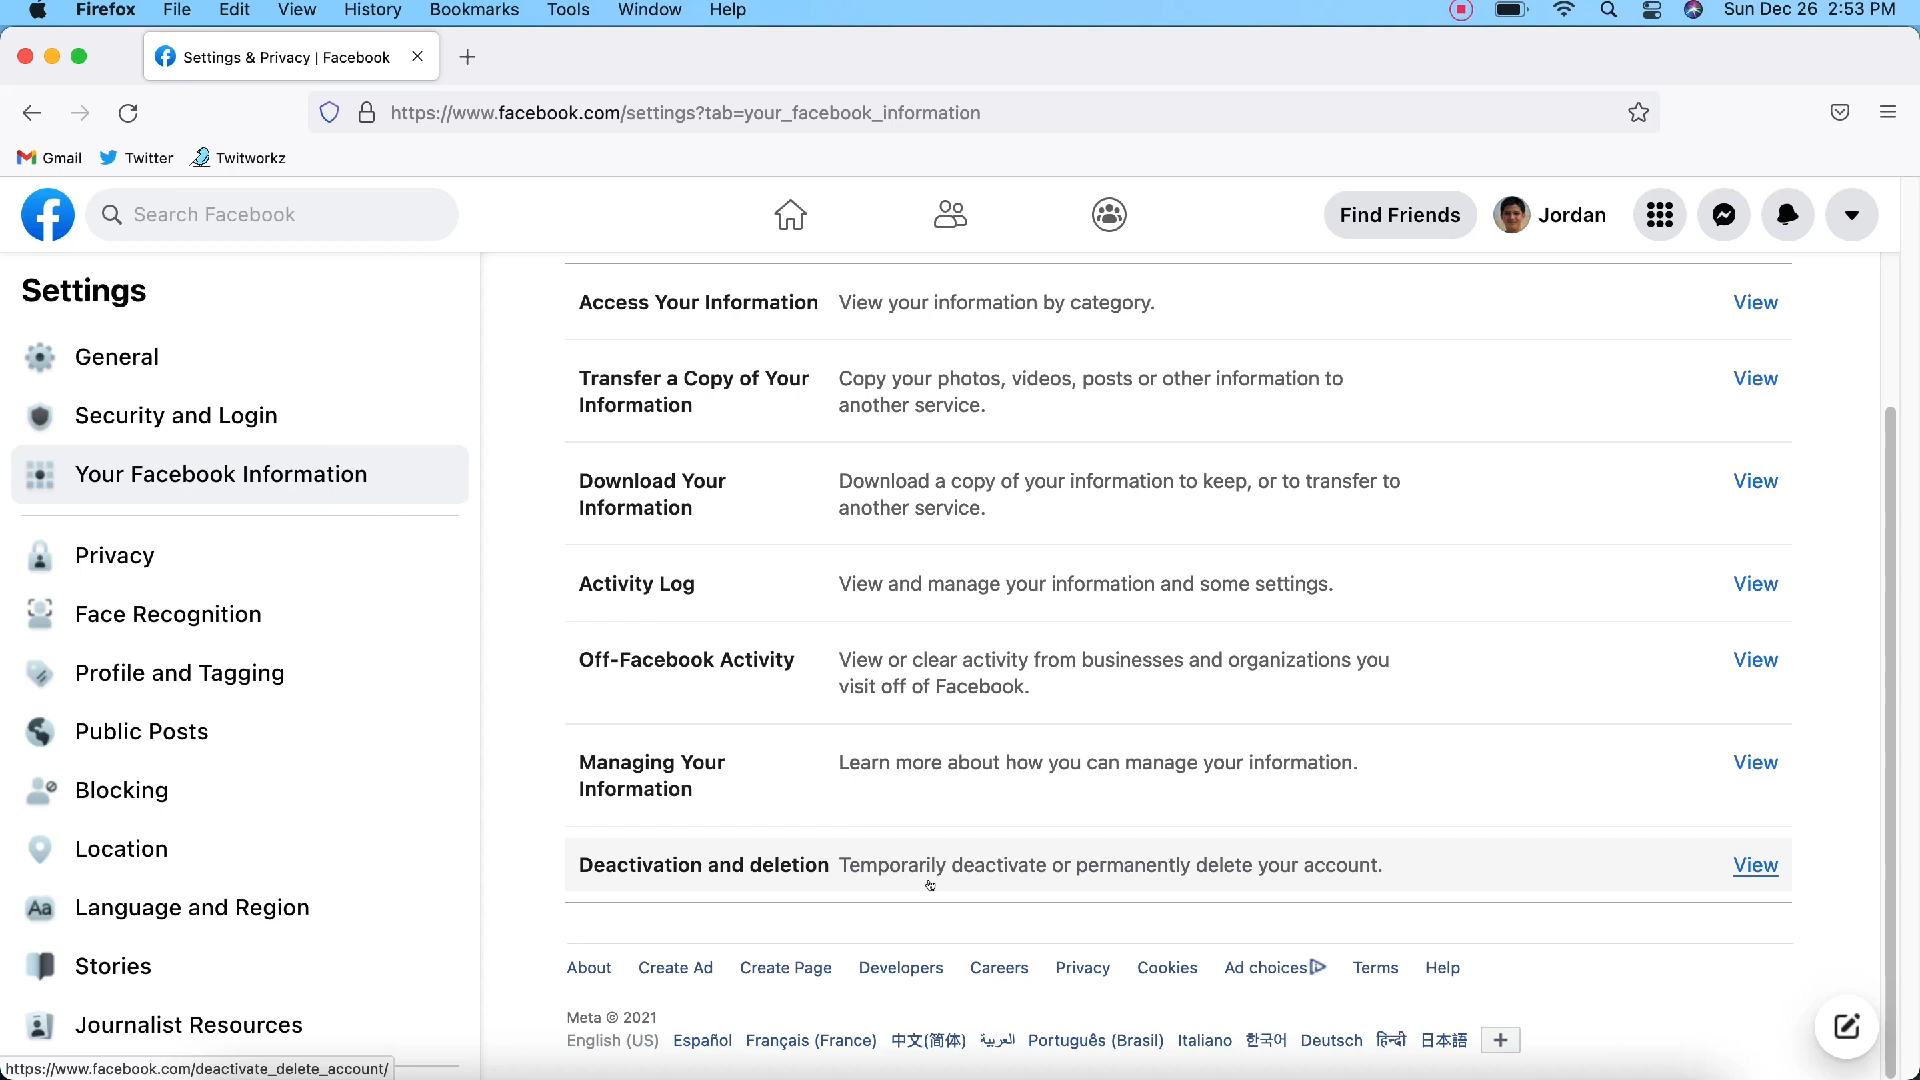 Firefox File Edit View History Bookmarks Tools Window Help Sun Dec 26 2:53 PM
Settings & Privacy | Facebook
https://www.facebook.com/settings?tab=your_facebook_information
Gmail Twitter Twitworkz
Search Facebook
Find Friends
Jordan
Settings
General
Security and Login
Your Facebook Information
Privacy
Face Recognition
Profile and Tagging
Public Posts
Blocking
Location
Aa Language and Region
Stories
Journalist Resources
https://www.facebook.com/deactivate_delete_account/
Access Your Information View your information by category. View
Transfer a Copy of Your Information
Copy your photos, videos, posts or other information to another service.
View
Download Your Information
Download a copy of your information to keep, or to transfer to another service.
View
Activity Log View and manage your information and some settings. View
Off-Facebook Activity
View or clear activity from businesses and organizations you visit off of Facebook.
View
Managing Your Information
Learn more about how you can manage your information.
View
Deactivation and deletion Temporarily deactivate or permanently delete your account. View
About Create Ad Create Page Developers Careers Privacy Cookies Ad choices Terms Help
Meta © 2021
English (US) Español Français (France) 中文(简体) العربية Português (Brasil) Italiano 한국어 Deutsch हिन्दी 日本語